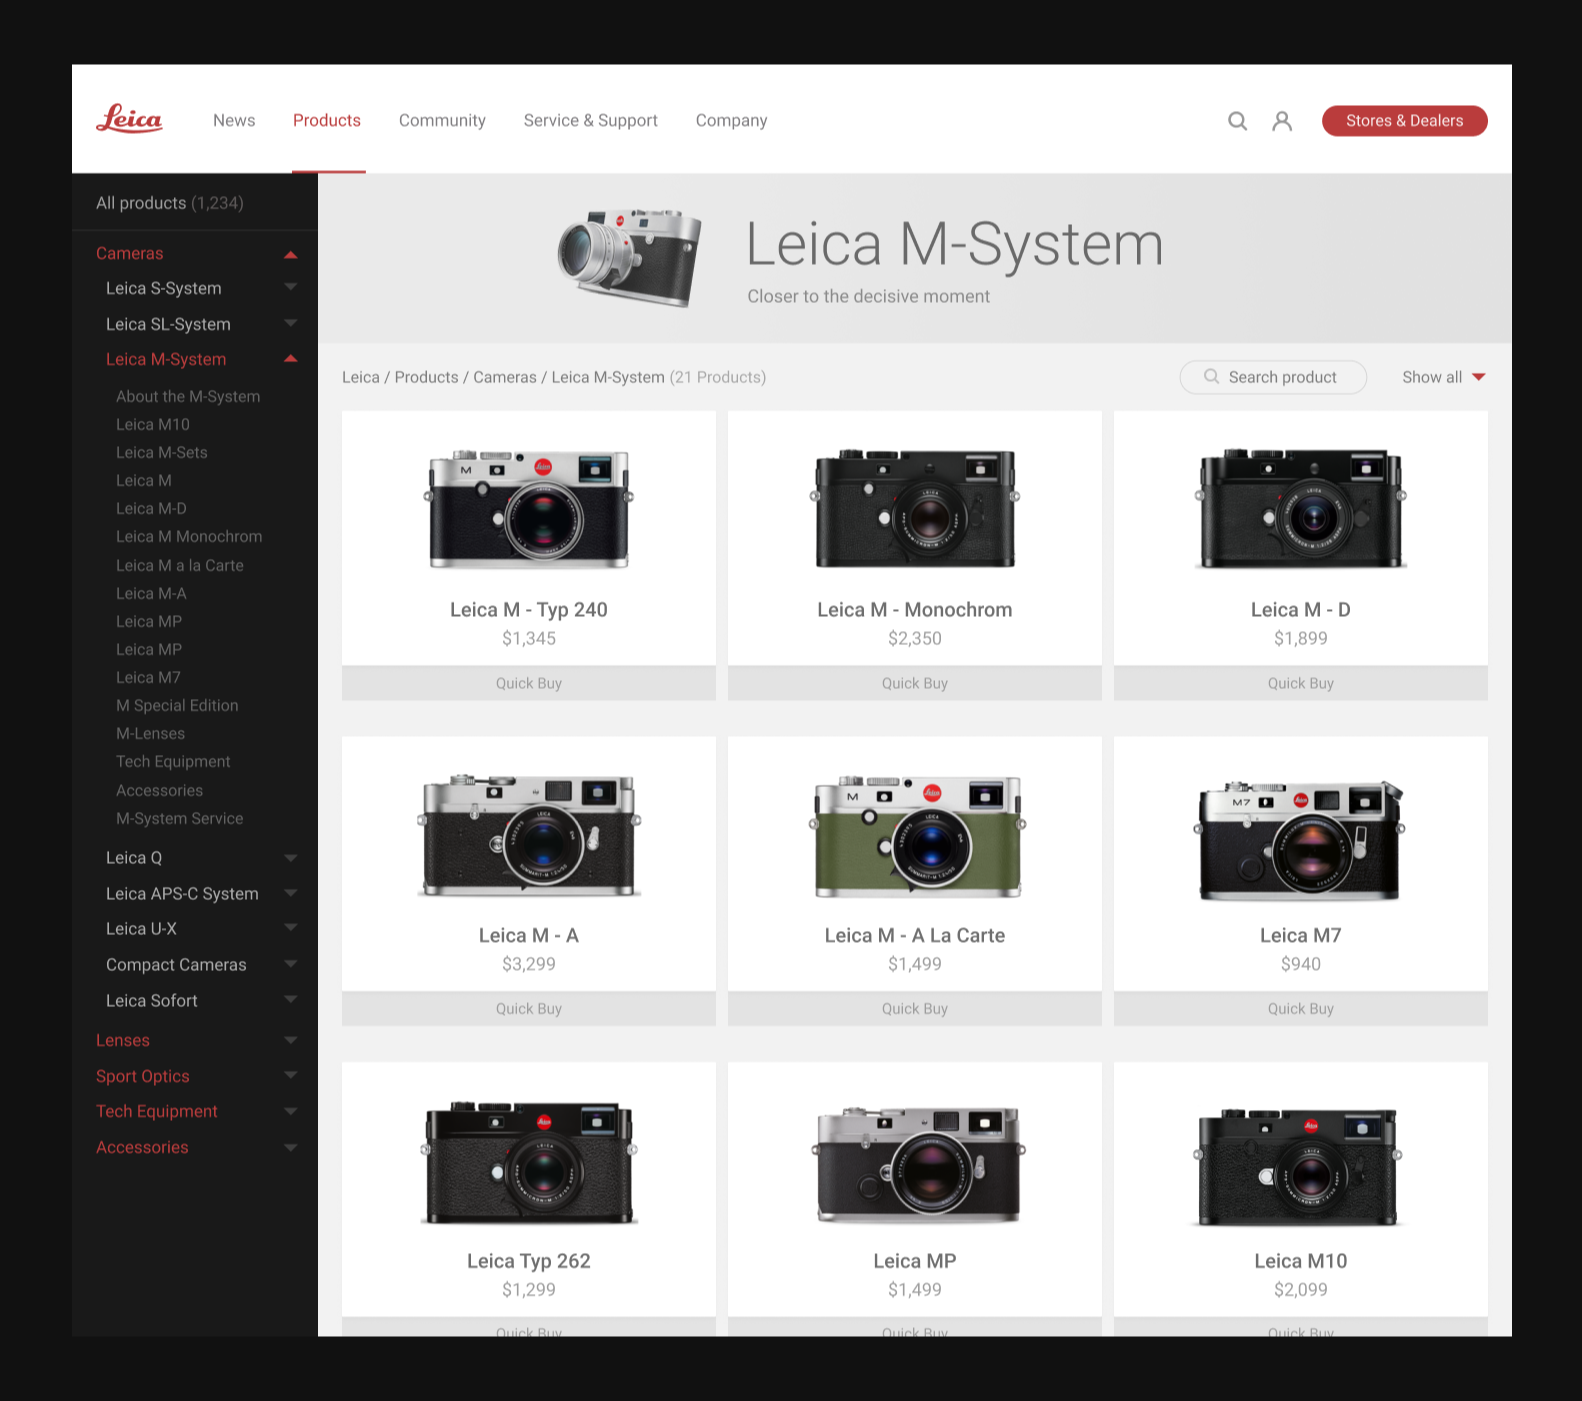 Leica
News
Products
Community
Service & Support
Company
Stores & Dealers
All products (1,234)
Cameras
Leica S-System
Leica SL-System
Leica M-System
About the M-System
Leica M10
Leica M-Sets
Leica M
Leica M-D
Leica M Monochrom
Leica M a la Carte
Leica M-A
Leica MP
Leica MP
Leica M7
M Special Edition
M-Lenses
Tech Equipment
Accessories
M-System Service
Leica Q
Leica APS-C System
Leica U-X
Compact Cameras
Leica Sofort
Lenses
Sport Optics
Tech Equipment
Accessories
Leica M-System
Closer to the decisive moment
Leica / Products / Cameras / Leica M-System (21 Products)
Search product
Show all
M
Leica
Leica M - Typ 240
$1,345
Quick Buy
Leica M - Monochrom
$2,350
Quick Buy
Leica M - D
$1,899
Quick Buy
Leica M - A
$3,299
Quick Buy
M
Leica
Leica M - A La Carte
$1,499
Quick Buy
M7
Leica
Leica M7
$940
Quick Buy
Leica
Leica Typ 262
$1,299
Quick Buy
Leica MP
$1,499
Quick Buy
Leica
Leica M10
$2,099
Quick Buy